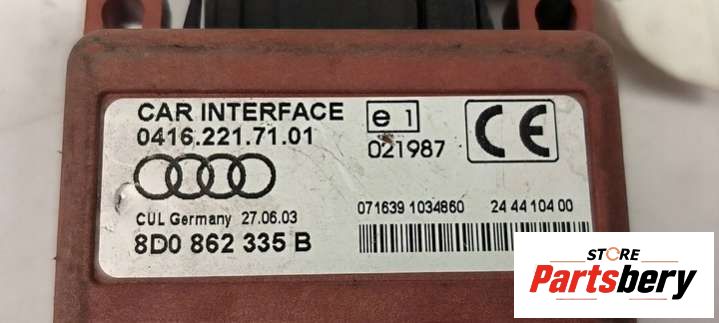 CAR INTERFACE
0416.221.71.01
e 1
021987
CE
CUL Germany 27.06.03
8D0 862 335 B
071639 1034860 24 44 104 00
STORE
Partsbery